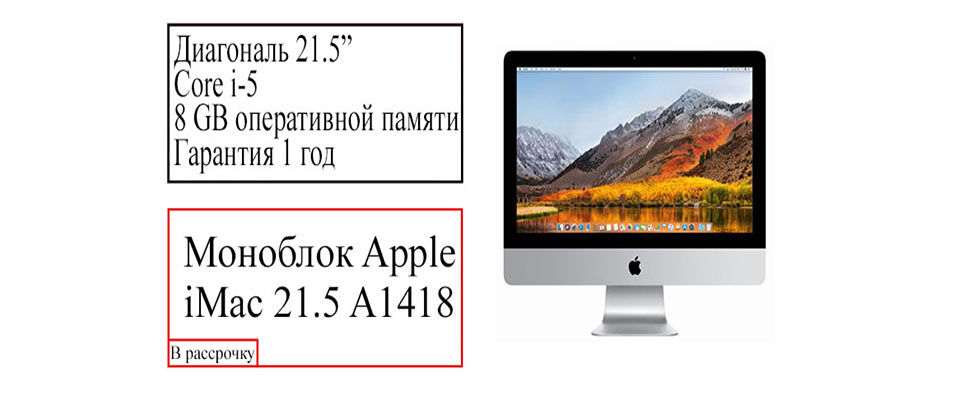 Диагональ 21.5”
Core i-5
8 GB оперативной памяти
Гарантия 1 год
Моноблок Apple
iMac 21.5 A1418
В рассрочку